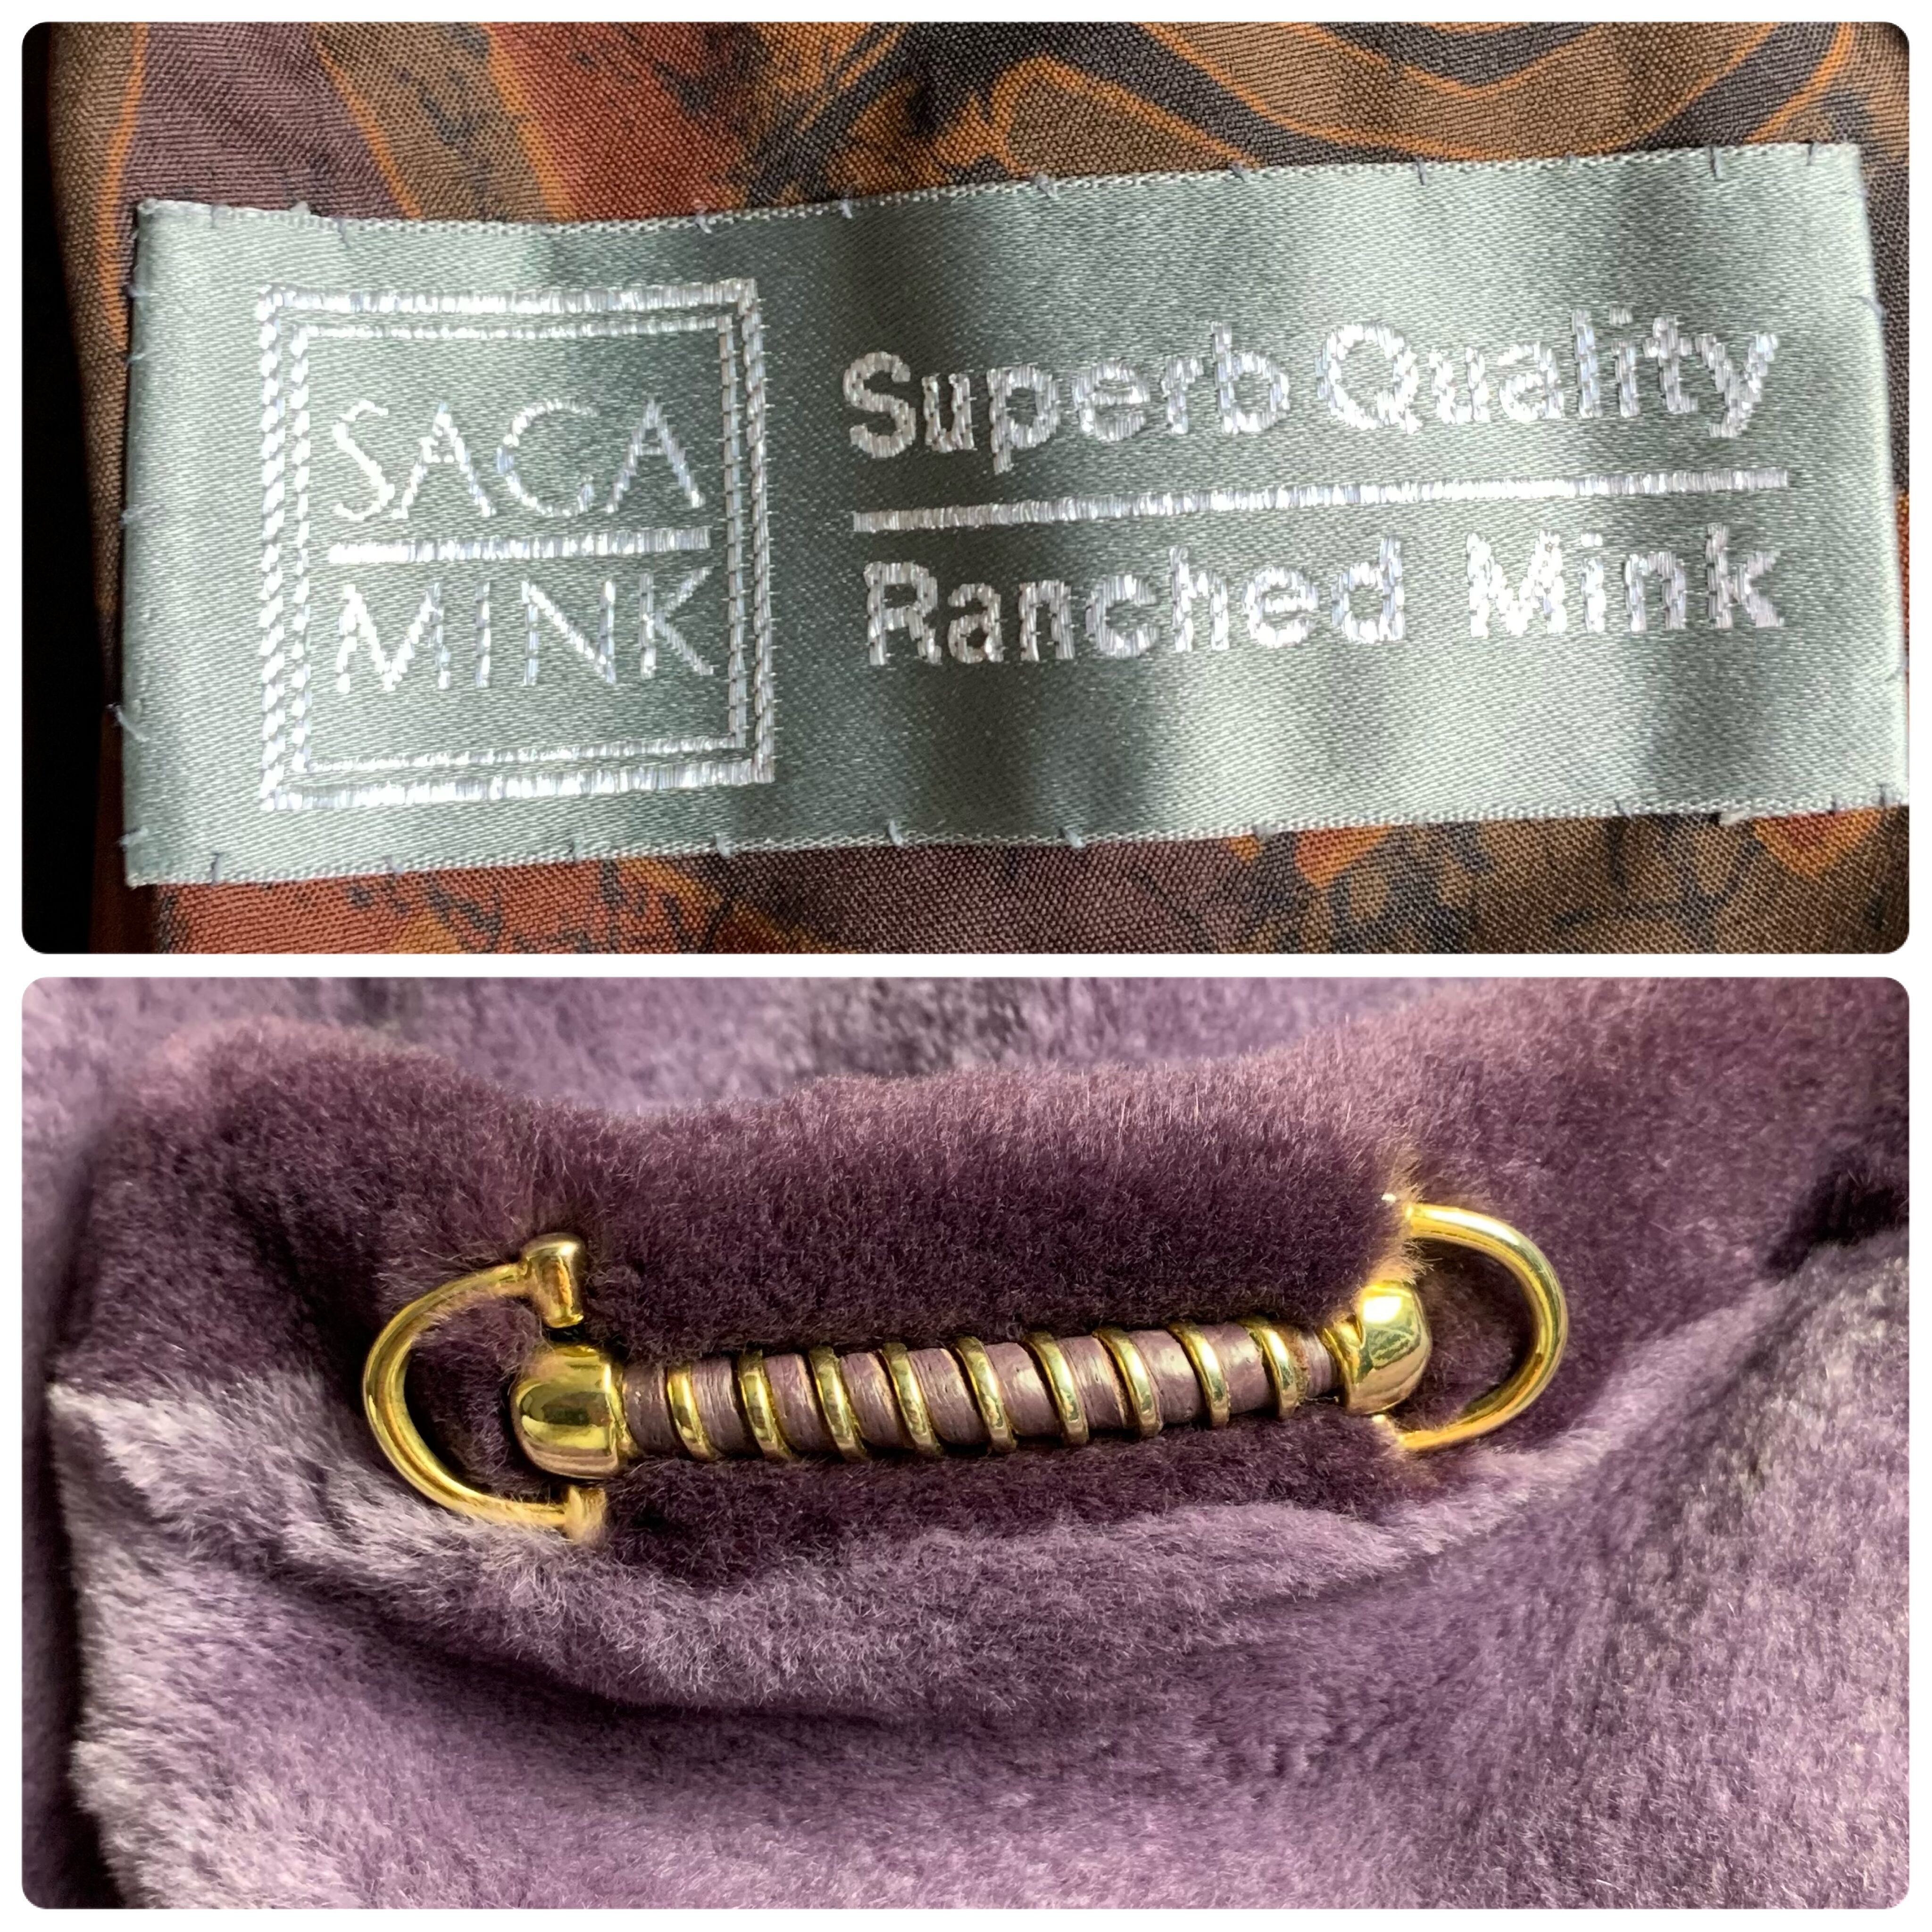 SAGA
MINK
Superb Quality
Ranched Mink